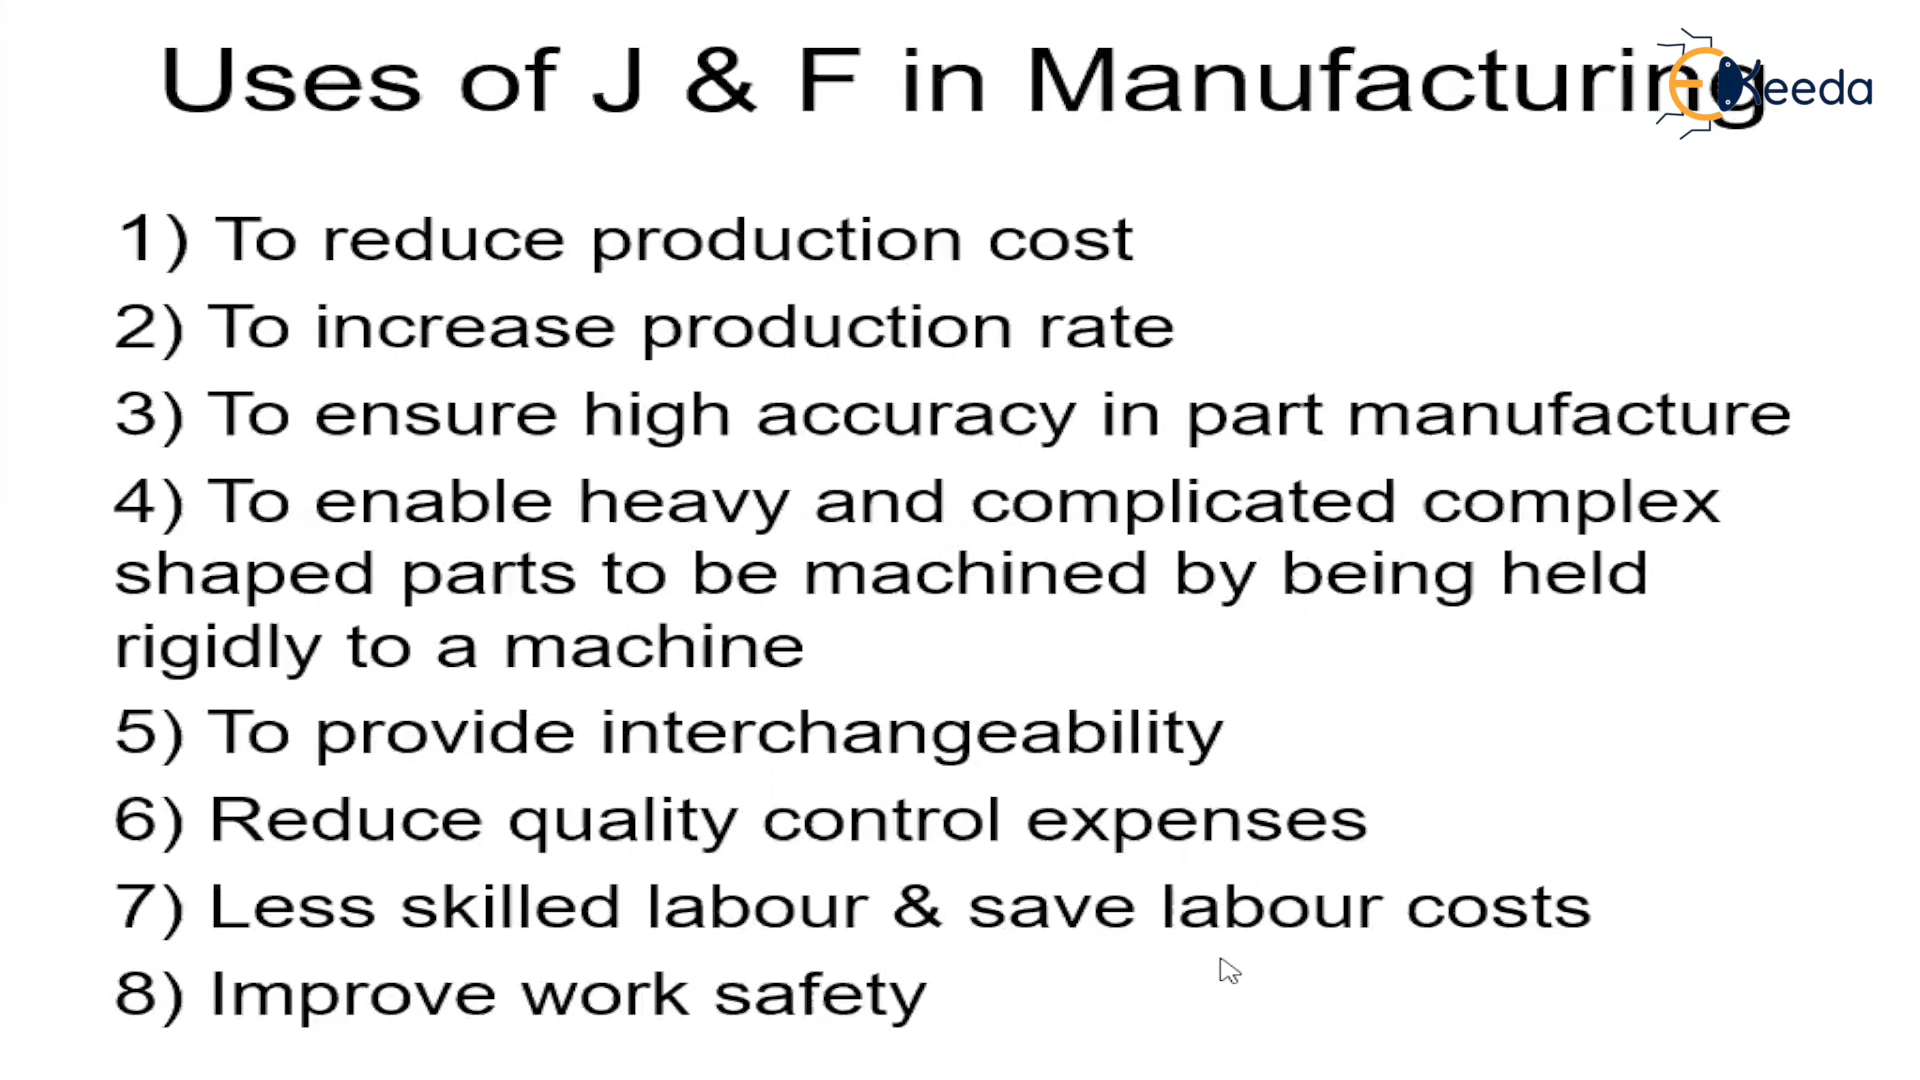 Uses of J & F in Manufacturing
eKeeda
1) To reduce production cost
2) To increase production rate
3) To ensure high accuracy in part manufacture
4) To enable heavy and complicated complex
shaped parts to be machined by being held
rigidly to a machine
5) To provide interchangeability
6) Reduce quality control expenses
7) Less skilled labour & save labour costs
8) Improve work safety